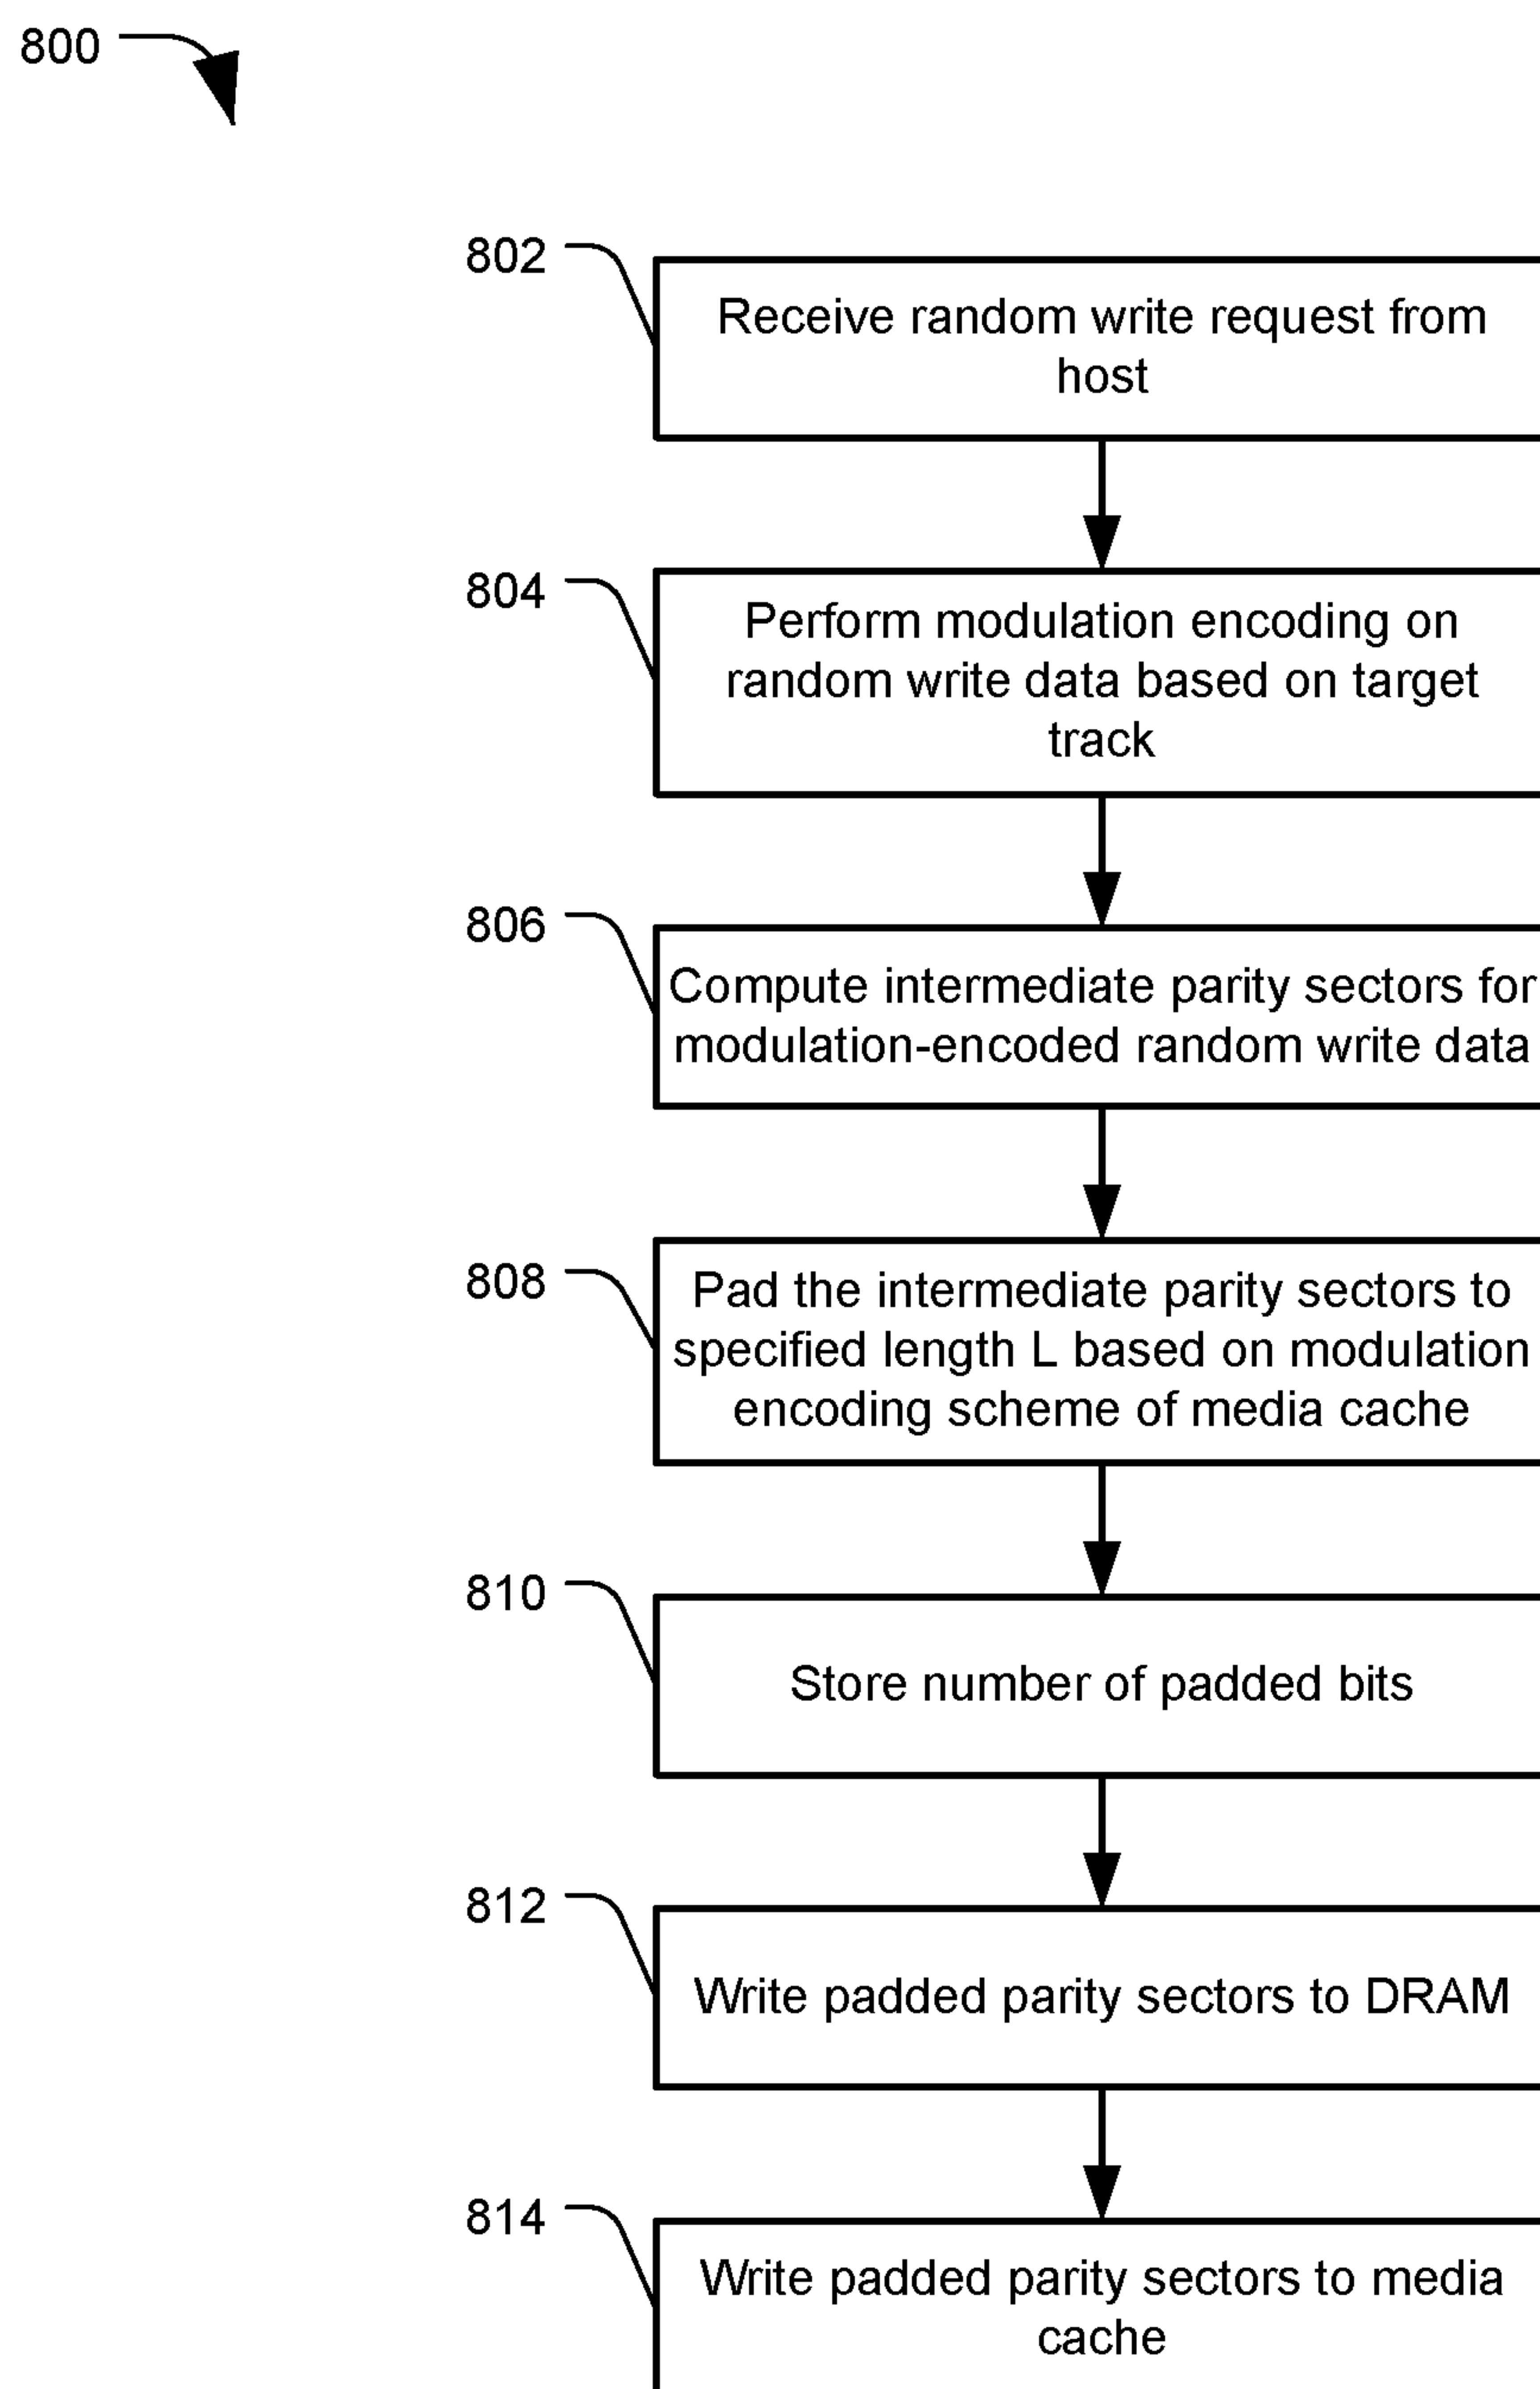 800
802
Receive random write request from
host
804
Perform modulation encoding on
random write data based on target
track
806
Compute intermediate parity sectors for
modulation-encoded random write data
808
Pad the intermediate parity sectors to
specified length L based on modulation
encoding scheme of media cache
810
Store number of padded bits
812
Write padded parity sectors to DRAM
814
Write padded parity sectors to media
cache